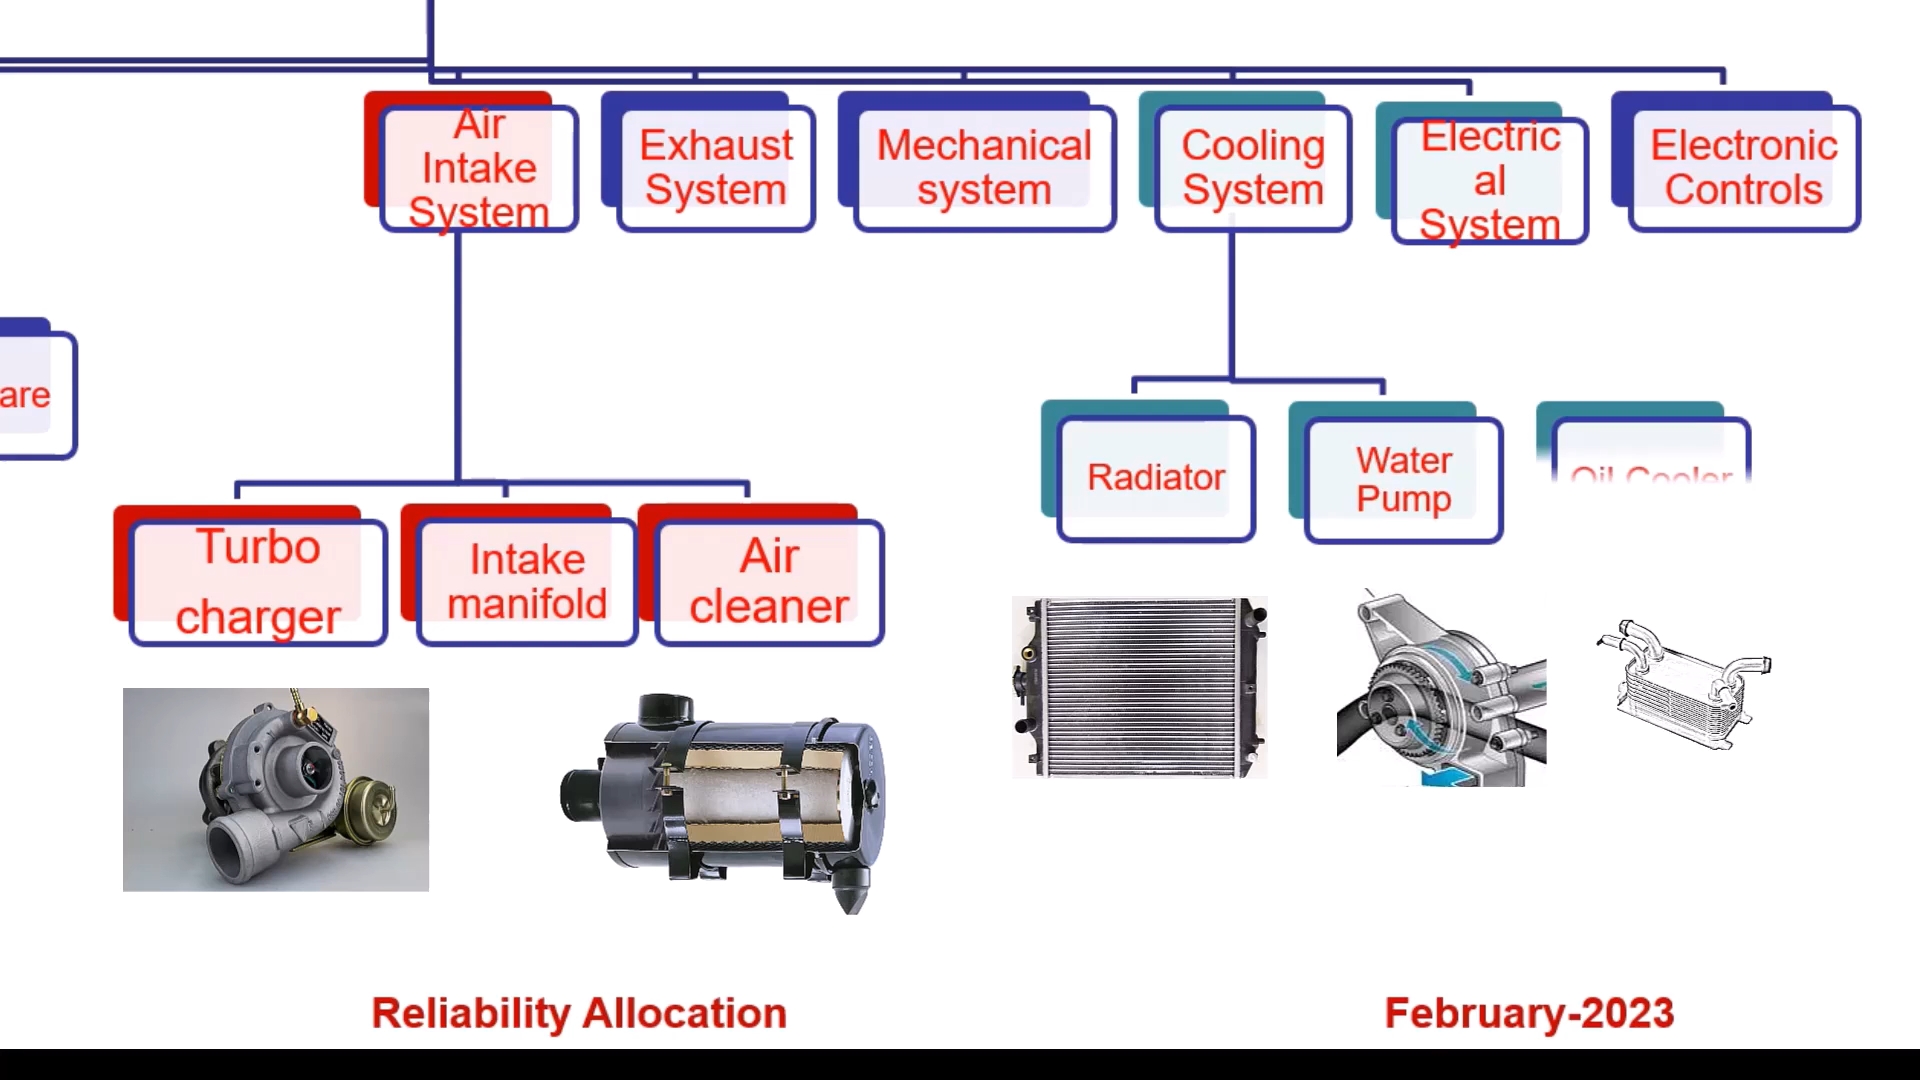 Air
Intake
System
Exhaust
System
Mechanical
system
Cooling
System
Electric
al
System
Electronic
Controls
are
Radiator
Water
Pump
Oil Cooler
Turbo
charger
Intake
manifold
Air
cleaner
Reliability Allocation
February-2023